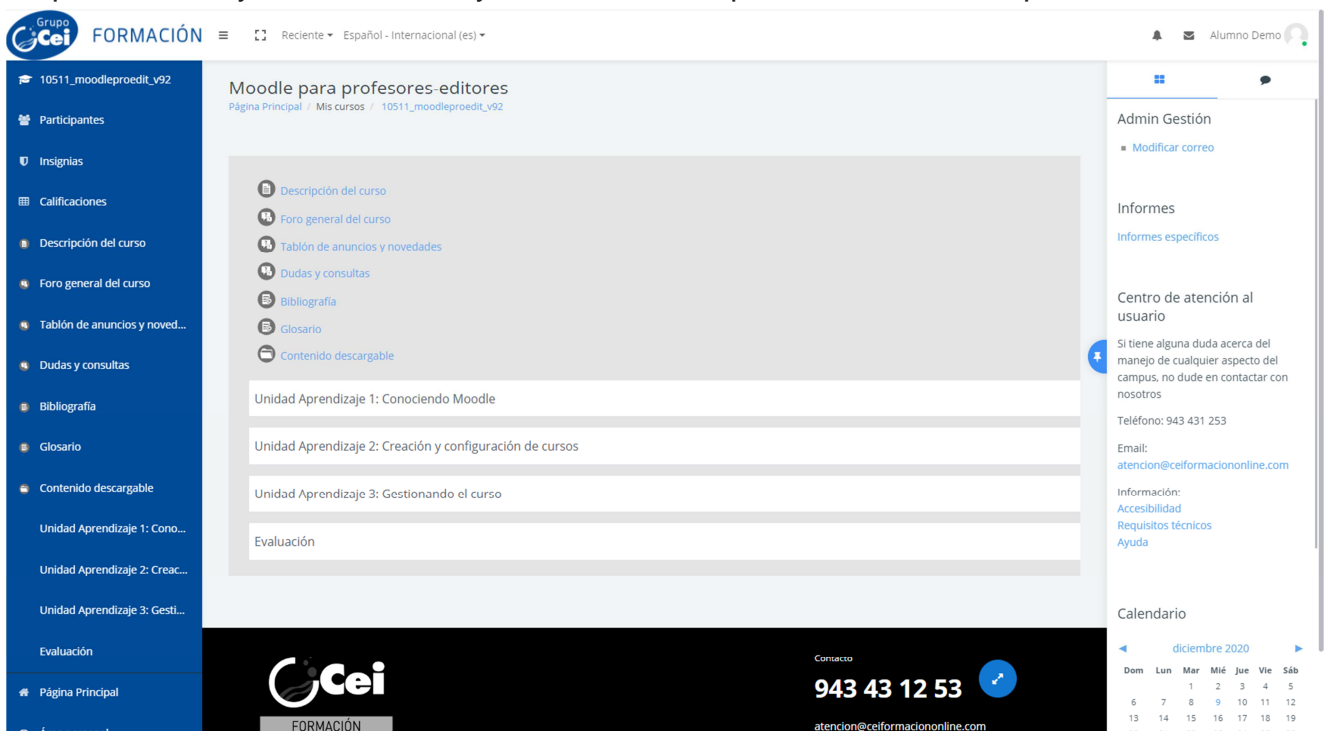 Grupo
Cei
FORMACIÓN
Reciente
Español - Internacional (es)
Alumno Demo
10511_moodleproedit_v92
Participantes
Insignias
Calificaciones
Descripción del curso
Foro general del curso
Tablón de anuncios y noved...
Dudas y consultas
Bibliografía
Glosario
Contenido descargable
Unidad Aprendizaje 1: Cono...
Unidad Aprendizaje 2: Creac...
Unidad Aprendizaje 3: Gesti...
Evaluación
Página Principal
Moodle para profesores-editores
Página Principal / Mis cursos / 10511_moodleproedit_v92
Descripción del curso
Foro general del curso
Tablón de anuncios y novedades
Dudas y consultas
Bibliografía
Glosario
Contenido descargable
Unidad Aprendizaje 1: Conociendo Moodle
Unidad Aprendizaje 2: Creación y configuración de cursos
Unidad Aprendizaje 3: Gestionando el curso
Evaluación
Cei
FORMACIÓN
Contacto
943 43 12 53
atencion@ceiformaciononline.com
Admin Gestión
Modificar correo
Informes
Informes específicos
Centro de atención al
usuario
Si tiene alguna duda acerca del
manejo de cualquier aspecto del
campus, no dude en contactar con
nosotros
Teléfono: 943 431 253
Email:
atencion@ceiformaciononline.com
Información:
Accesibilidad
Requisitos técnicos
Ayuda
Calendario
◄ diciembre 2020 ►
Dom Lun Mar Mié Jue Vie Sáb
1 2 3 4 5
6 7 8 9 10 11 12
13 14 15 16 17 18 19